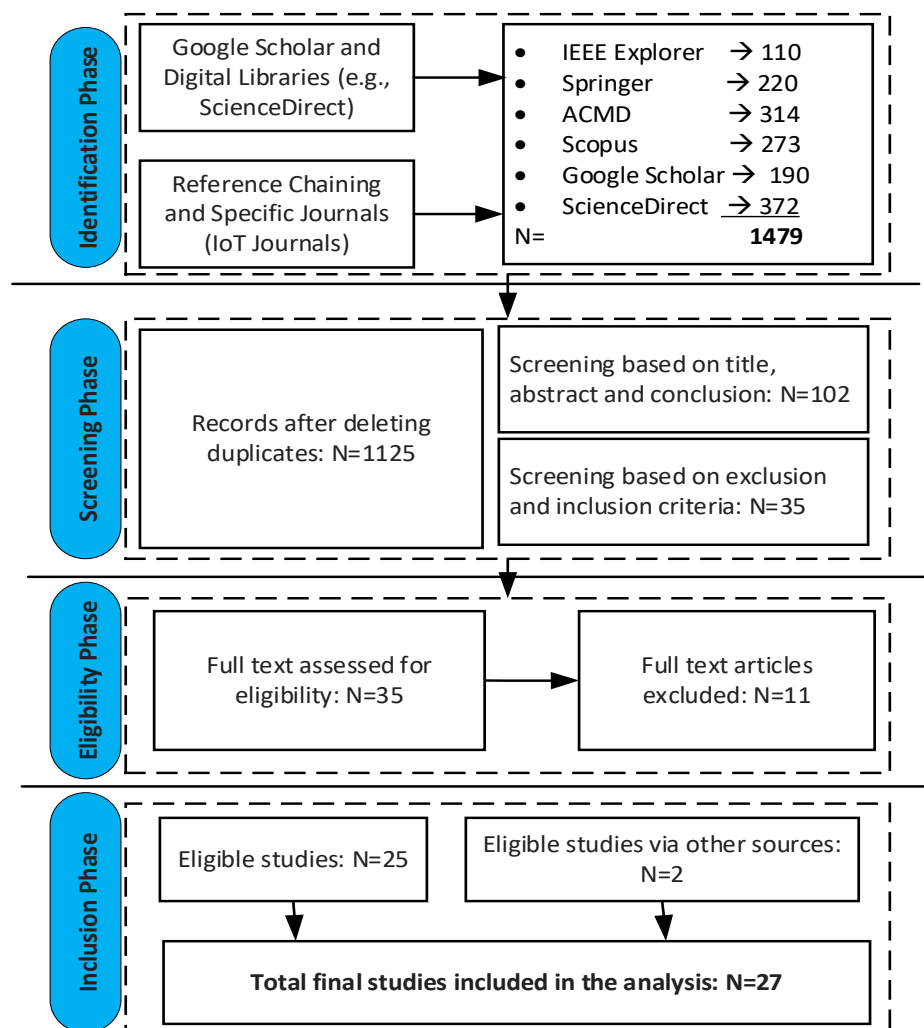 Identification Phase
Google Scholar and
Digital Libraries (e.g.,
ScienceDirect)
Reference Chaining
and Specific Journals
(IoT Journals)
• IEEE Explorer → 110
• Springer → 220
• ACMD → 314
• Scopus → 273
• Google Scholar → 190
• ScienceDirect → 372
N= 1479
Screening Phase
Records after deleting
duplicates: N=1125
Screening based on title,
abstract and conclusion: N=102
Screening based on exclusion
and inclusion criteria: N=35
Eligibility Phase
Full text assessed for
eligibility: N=35
Full text articles
excluded: N=11
Inclusion Phase
Eligible studies: N=25
Eligible studies via other sources:
N=2
Total final studies included in the analysis: N=27